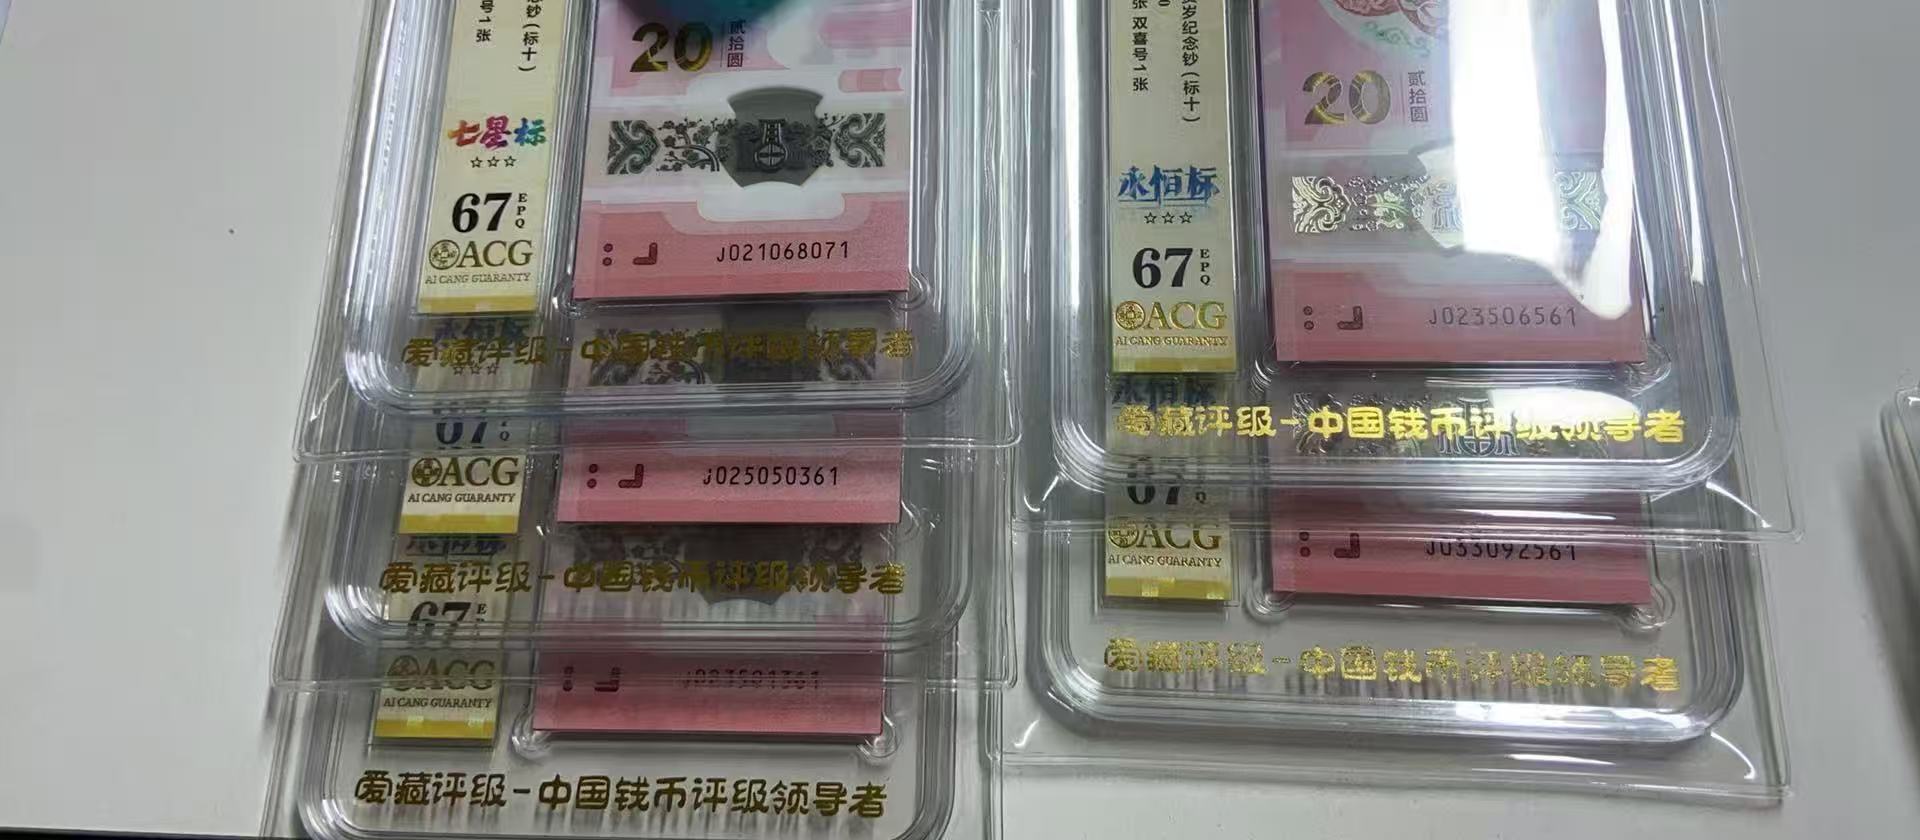 号1张
念钞(标十)
七星标
☆☆☆
67
EPQ
ACG
AI CANG GUARANTY
20
贰拾圆
J021068071
爱藏评级-中国钱币评级领导者
☆☆☆
67
ACG
AI CANG GUARANTY
J025050361
爱藏评级-中国钱币评级领导者
67
ACG
AI CANG GUARANTY
爱藏评级-中国钱币评级领导者
张 双喜号1张
岁纪念钞(标十)
永恒标
☆☆☆
67
EPQ
ACG
AI CANG GUARANTY
20
贰拾圆
J023506561
爱藏评级-中国钱币评级领导者
67
ACG
AI CANG GUARANTY
J033092561
爱藏评级-中国钱币评级领导者